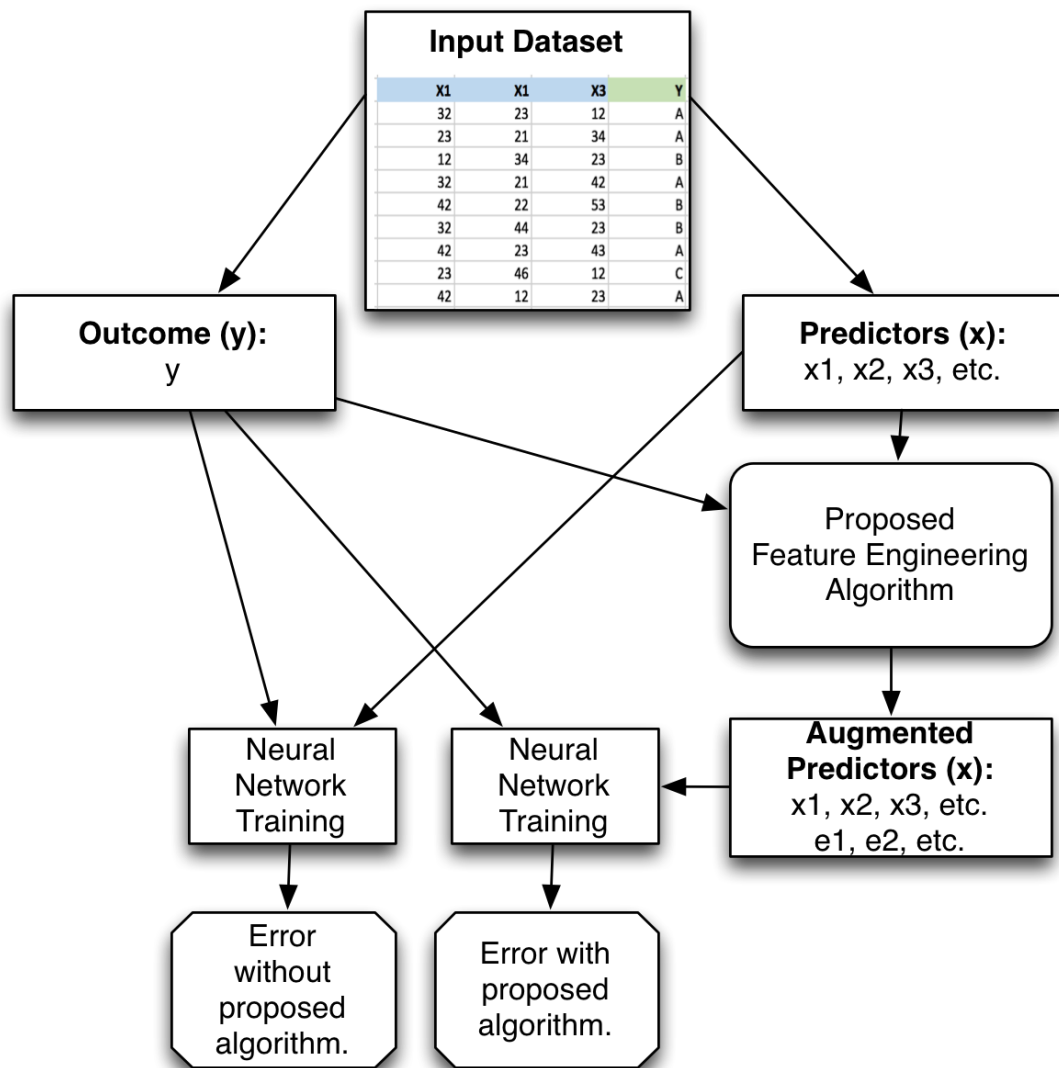 Input Dataset
X1 X1 X3 Y
32 23 12 A
23 21 34 A
12 34 23 B
32 21 42 A
42 22 53 B
32 44 23 B
42 23 43 A
23 46 12 C
42 12 23 A
Outcome (y):
y
Predictors (x):
x1, x2, x3, etc.
Proposed
Feature Engineering
Algorithm
Neural
Network
Training
Neural
Network
Training
Augmented
Predictors (x):
x1, x2, x3, etc.
e1, e2, etc.
Error
without
proposed
algorithm.
Error with
proposed
algorithm.